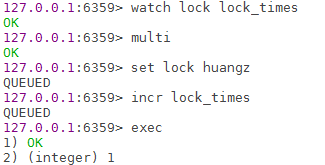 127.0.0.1:6359> watch lock lock_times
OK
127.0.0.1:6359> multi
OK
127.0.0.1:6359> set lock huangz
QUEUED
127.0.0.1:6359> incr lock_times
QUEUED
127.0.0.1:6359> exec
1) OK
2) (integer) 1